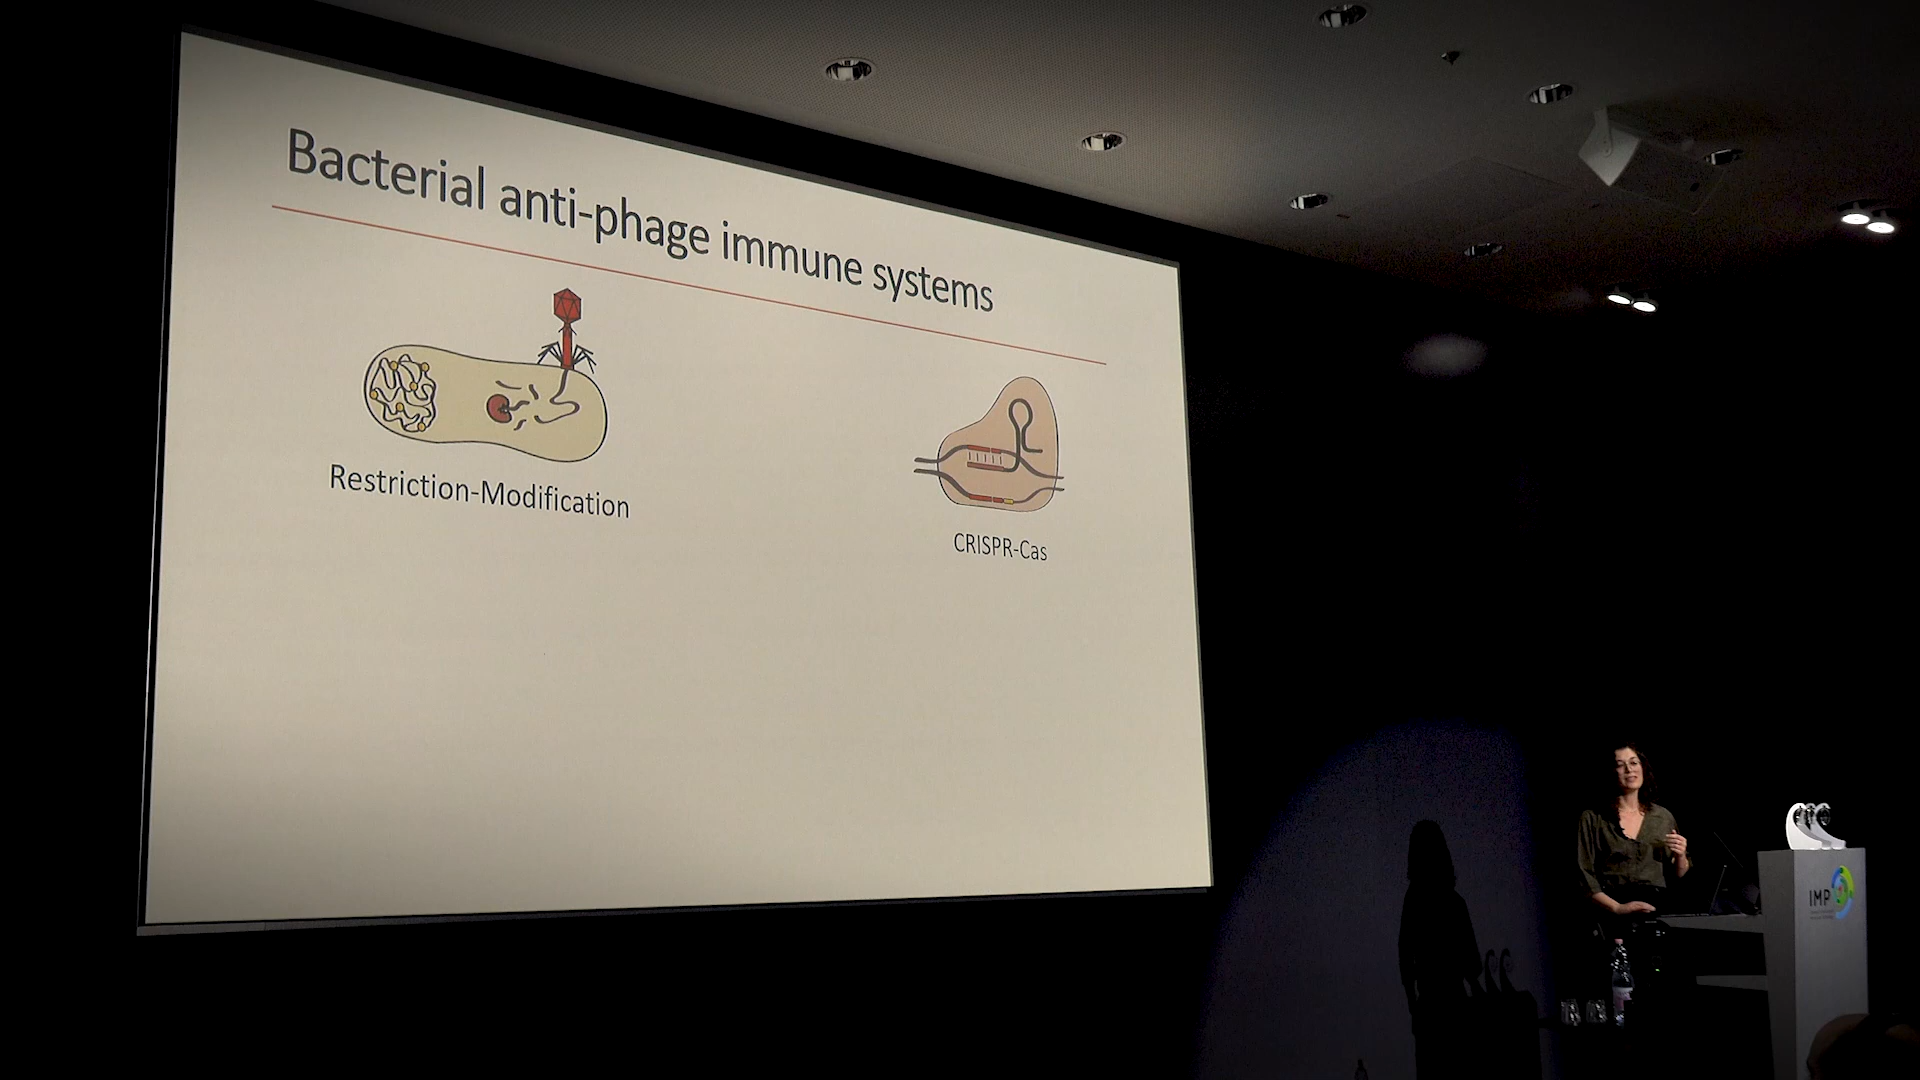 Bacterial anti-phage immune systems
Restriction-Modification
CRISPR-Cas
IMP